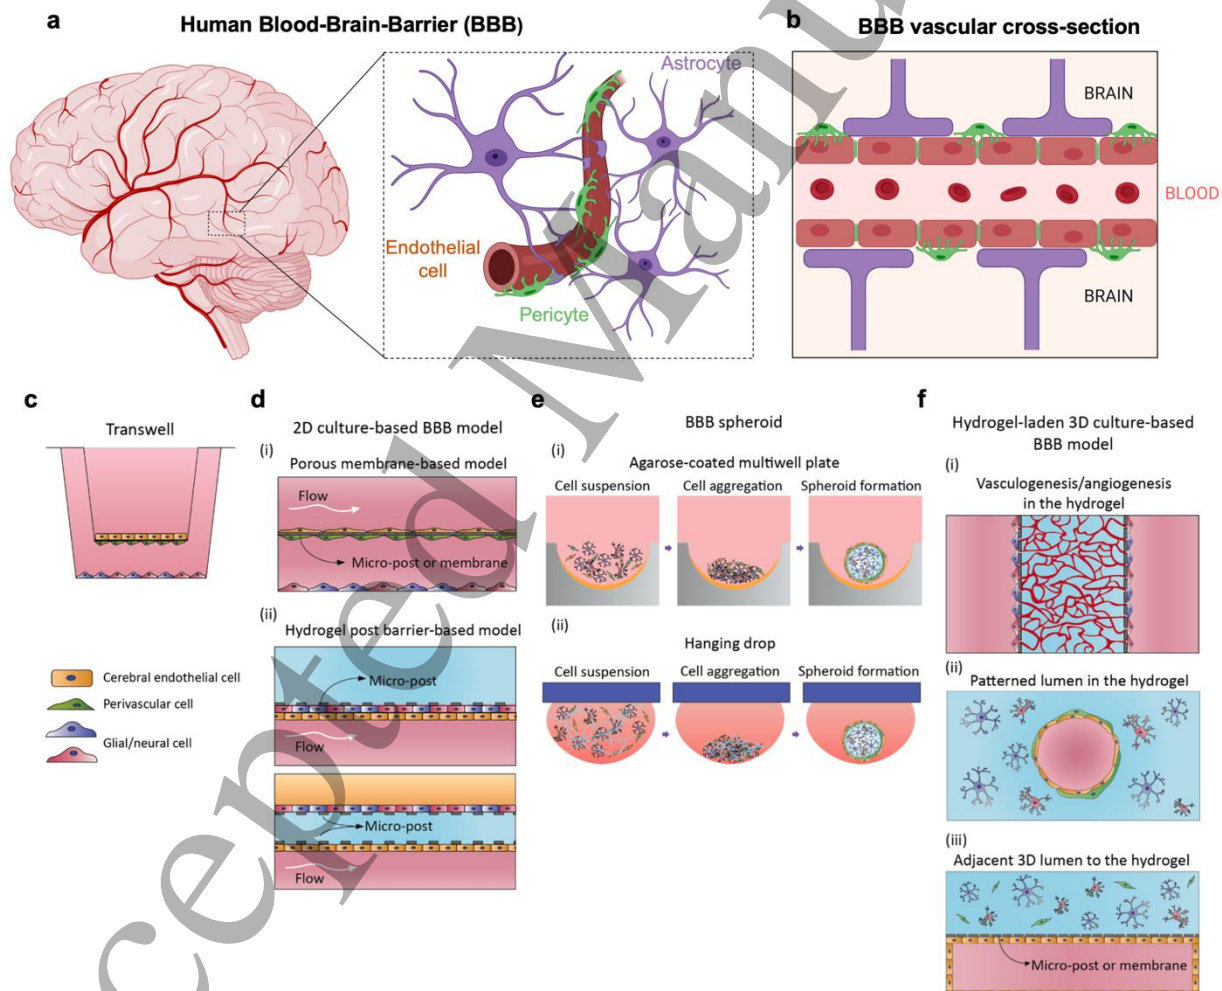 a
Human Blood-Brain-Barrier (BBB)
Astrocyte
Endothelial
cell
Pericyte
b
BBB vascular cross-section
BRAIN
BLOOD
BRAIN
c
Transwell
Cerebral endothelial cell
Perivascular cell
Glial/neural cell
d
2D culture-based BBB model
(i)
Porous membrane-based model
Flow
Micro-post or membrane
(ii)
Hydrogel post barrier-based model
Micro-post
Flow
Micro-post
Flow
e
BBB spheroid
(i)
Agarose-coated multiwell plate
Cell suspension
Cell aggregation
Spheroid formation
(ii)
Hanging drop
Cell suspension
Cell aggregation
Spheroid formation
f
Hydrogel-laden 3D culture-based
BBB model
(i)
Vasculogenesis/angiogenesis
in the hydrogel
(ii)
Patterned lumen in the hydrogel
(iii)
Adjacent 3D lumen to the hydrogel
Micro-post or membrane
cepted Manu